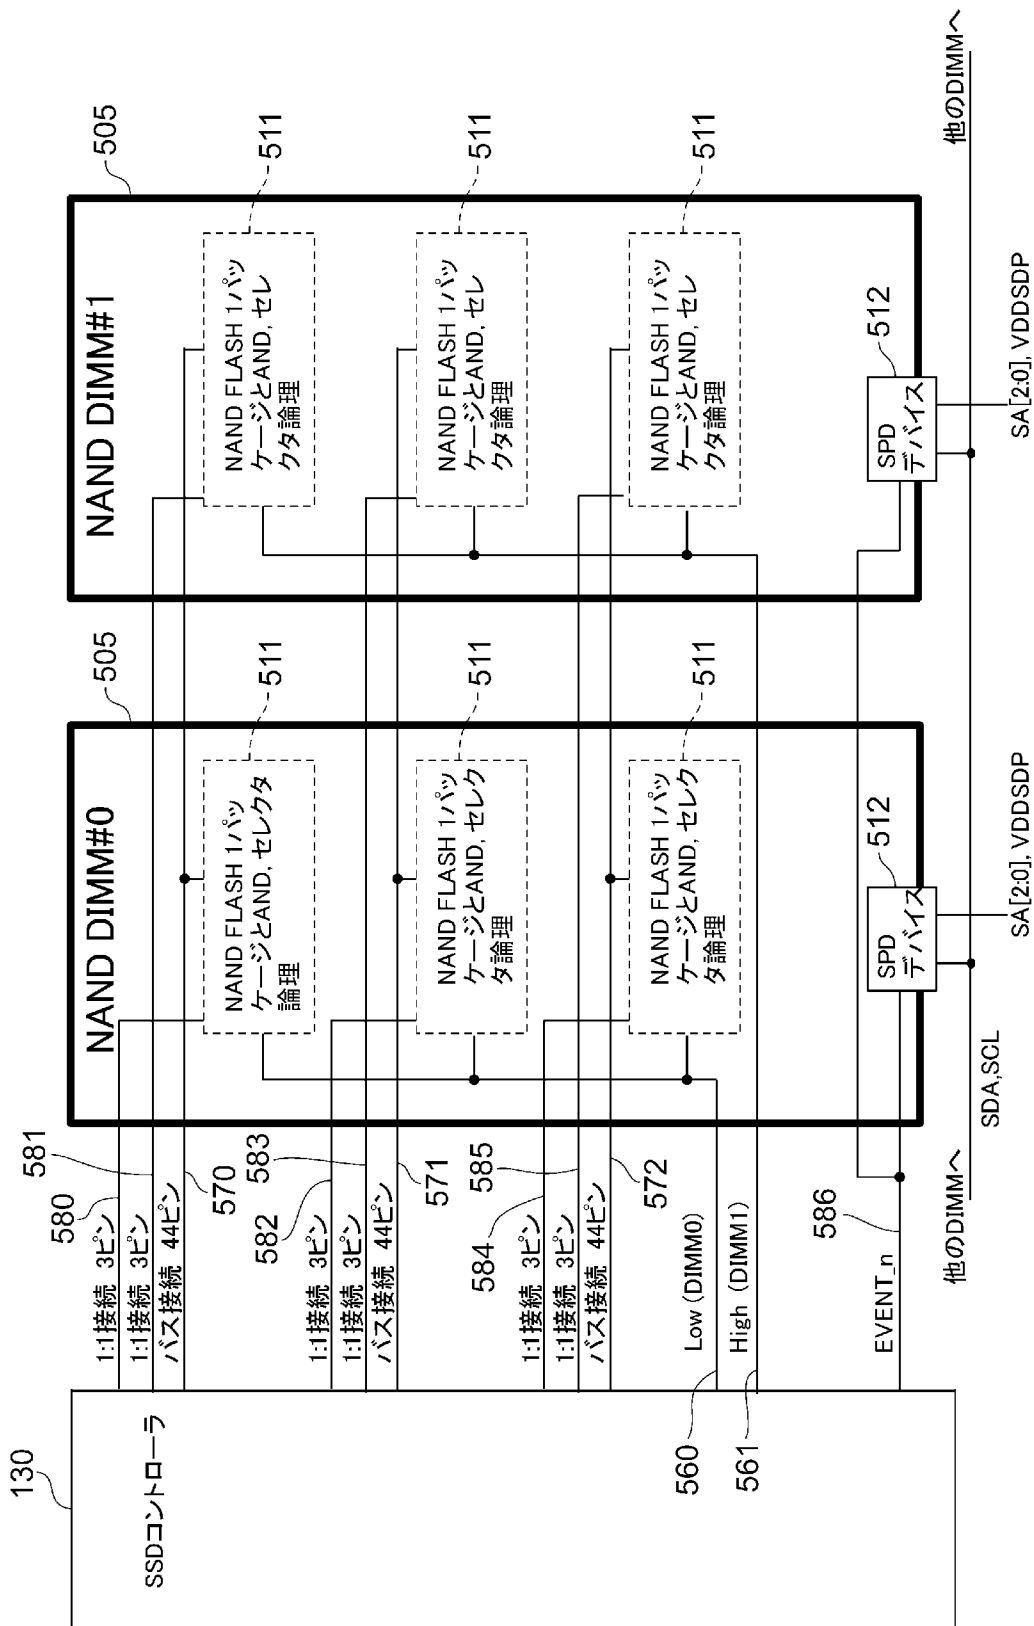 130
SSDコントローラ
580
581
1:1接続 3ピン
1:1接続 3ピン
バス接続 44ピン
570
582
583
1:1接続 3ピン
1:1接続 3ピン
バス接続 44ピン
571
584
585
1:1接続 3ピン
1:1接続 3ピン
バス接続 44ピン
572
Low (DIMM0)
High (DIMM1)
560
561
EVENT_n
586
505
NAND DIMM#0
NAND FLASH 1パッ
ケージとAND, セレクタ
論理
511
NAND FLASH 1パッ
ケージとAND, セレク
タ論理
511
NAND FLASH 1パッ
ケージとAND, セレク
タ論理
511
SPD
デバイス
512
SA[2:0], VDDSDP
505
NAND DIMM#1
NAND FLASH 1パッ
ケージとAND, セレ
クタ論理
511
NAND FLASH 1パッ
ケージとAND, セレ
クタ論理
511
NAND FLASH 1パッ
ケージとAND, セレ
クタ論理
511
SPD
デバイス
512
SA[2:0], VDDSDP
他のDIMMへ
SDA,SCL
他のDIMMへ